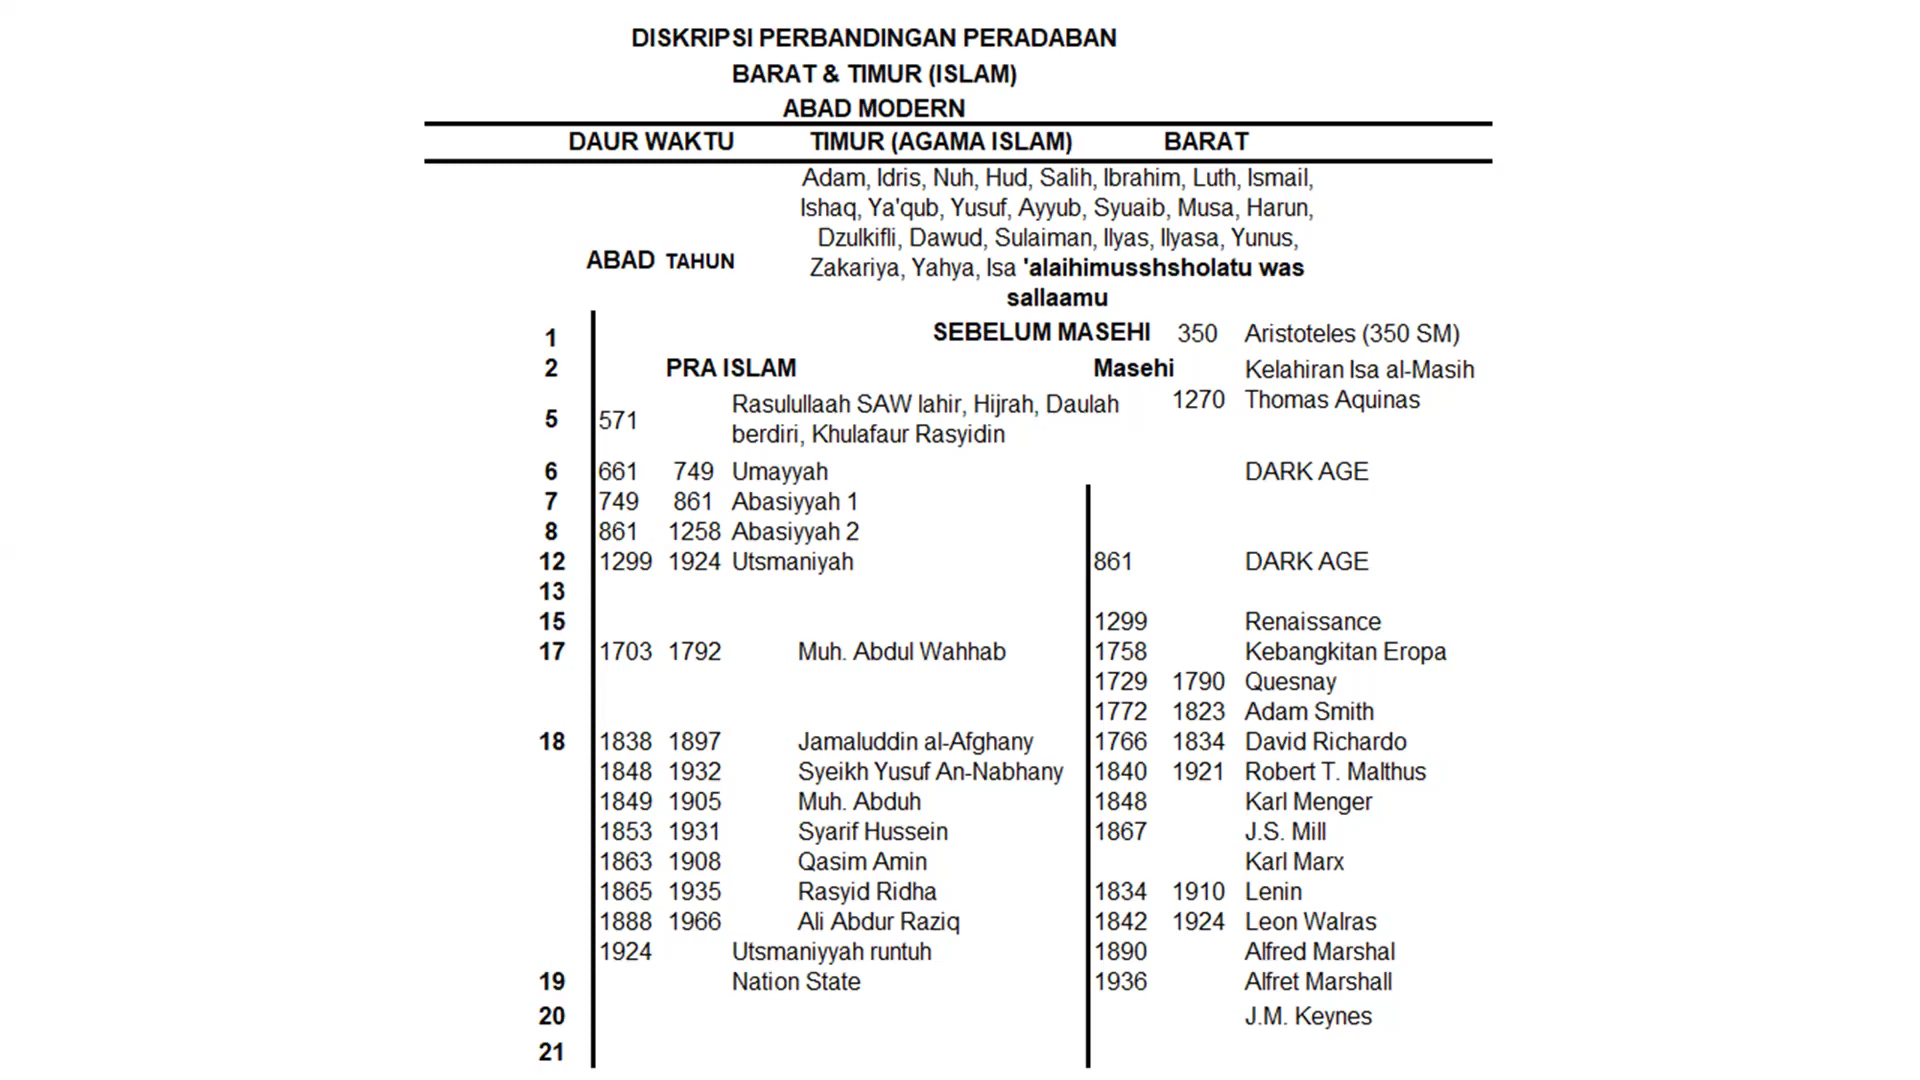 DISKRIPSI PERBANDINGAN PERADABAN
BARAT & TIMUR (ISLAM)
ABAD MODERN
DAUR WAKTU TIMUR (AGAMA ISLAM) BARAT
Adam, Idris, Nuh, Hud, Salih, Ibrahim, Luth, Ismail,
Ishaq, Ya'qub, Yusuf, Ayyub, Syuaib, Musa, Harun,
Dzulkifli, Dawud, Sulaiman, Ilyas, Ilyasa, Yunus,
ABAD TAHUN Zakariya, Yahya, Isa 'alaihimusshsholatu was
sallaamu
1 SEBELUM MASEHI 350 Aristoteles (350 SM)
2 PRA ISLAM Masehi Kelahiran Isa al-Masih
1270 Thomas Aquinas
5 571 Rasulullaah SAW lahir, Hijrah, Daulah
berdiri, Khulafaur Rasyidin
6 661 749 Umayyah DARK AGE
7 749 861 Abasiyyah 1
8 861 1258 Abasiyyah 2
12 1299 1924 Utsmaniyah 861 DARK AGE
13
15 1299 Renaissance
17 1703 1792 Muh. Abdul Wahhab 1758 Kebangkitan Eropa
1729 1790 Quesnay
1772 1823 Adam Smith
18 1838 1897 Jamaluddin al-Afghany 1766 1834 David Richardo
1848 1932 Syeikh Yusuf An-Nabhany 1840 1921 Robert T. Malthus
1849 1905 Muh. Abduh 1848 Karl Menger
1853 1931 Syarif Hussein 1867 J.S. Mill
1863 1908 Qasim Amin Karl Marx
1865 1935 Rasyid Ridha 1834 1910 Lenin
1888 1966 Ali Abdur Raziq 1842 1924 Leon Walras
1924 Utsmaniyyah runtuh 1890 Alfred Marshal
19 Nation State 1936 Alfret Marshall
20 J.M. Keynes
21